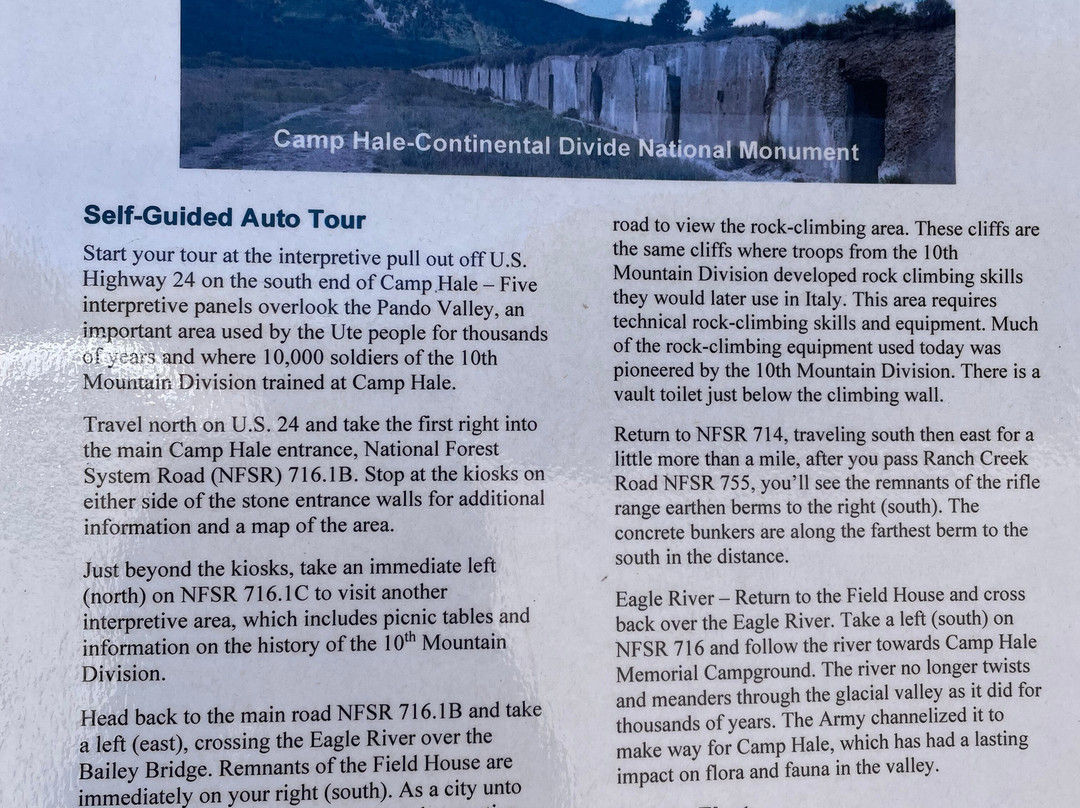 Camp Hale-Continental Divide National Monument
Self-Guided Auto Tour
Start your tour at the interpretive pull out off U.S.
Highway 24 on the south end of Camp Hale – Five
interpretive panels overlook the Pando Valley, an
important area used by the Ute people for thousands
of years and where 10,000 soldiers of the 10th
Mountain Division trained at Camp Hale.
Travel north on U.S. 24 and take the first right into
the main Camp Hale entrance, National Forest
System Road (NFSR) 716.1B. Stop at the kiosks on
either side of the stone entrance walls for additional
information and a map of the area.
Just beyond the kiosks, take an immediate left
(north) on NFSR 716.1C to visit another
interpretive area, which includes picnic tables and
information on the history of the 10th Mountain
Division.
Head back to the main road NFSR 716.1B and take
a left (east), crossing the Eagle River over the
Bailey Bridge. Remnants of the Field House are
immediately on your right (south). As a city unto
road to view the rock-climbing area. These cliffs are
the same cliffs where troops from the 10th
Mountain Division developed rock climbing skills
they would later use in Italy. This area requires
technical rock-climbing skills and equipment. Much
of the rock-climbing equipment used today was
pioneered by the 10th Mountain Division. There is a
vault toilet just below the climbing wall.
Return to NFSR 714, traveling south then east for a
little more than a mile, after you pass Ranch Creek
Road NFSR 755, you'll see the remnants of the rifle
range earthen berms to the right (south). The
concrete bunkers are along the farthest berm to the
south in the distance.
Eagle River – Return to the Field House and cross
back over the Eagle River. Take a left (south) on
NFSR 716 and follow the river towards Camp Hale
Memorial Campground. The river no longer twists
and meanders through the glacial valley as it did for
thousands of years. The Army channelized it to
make way for Camp Hale, which has had a lasting
impact on flora and fauna in the valley.